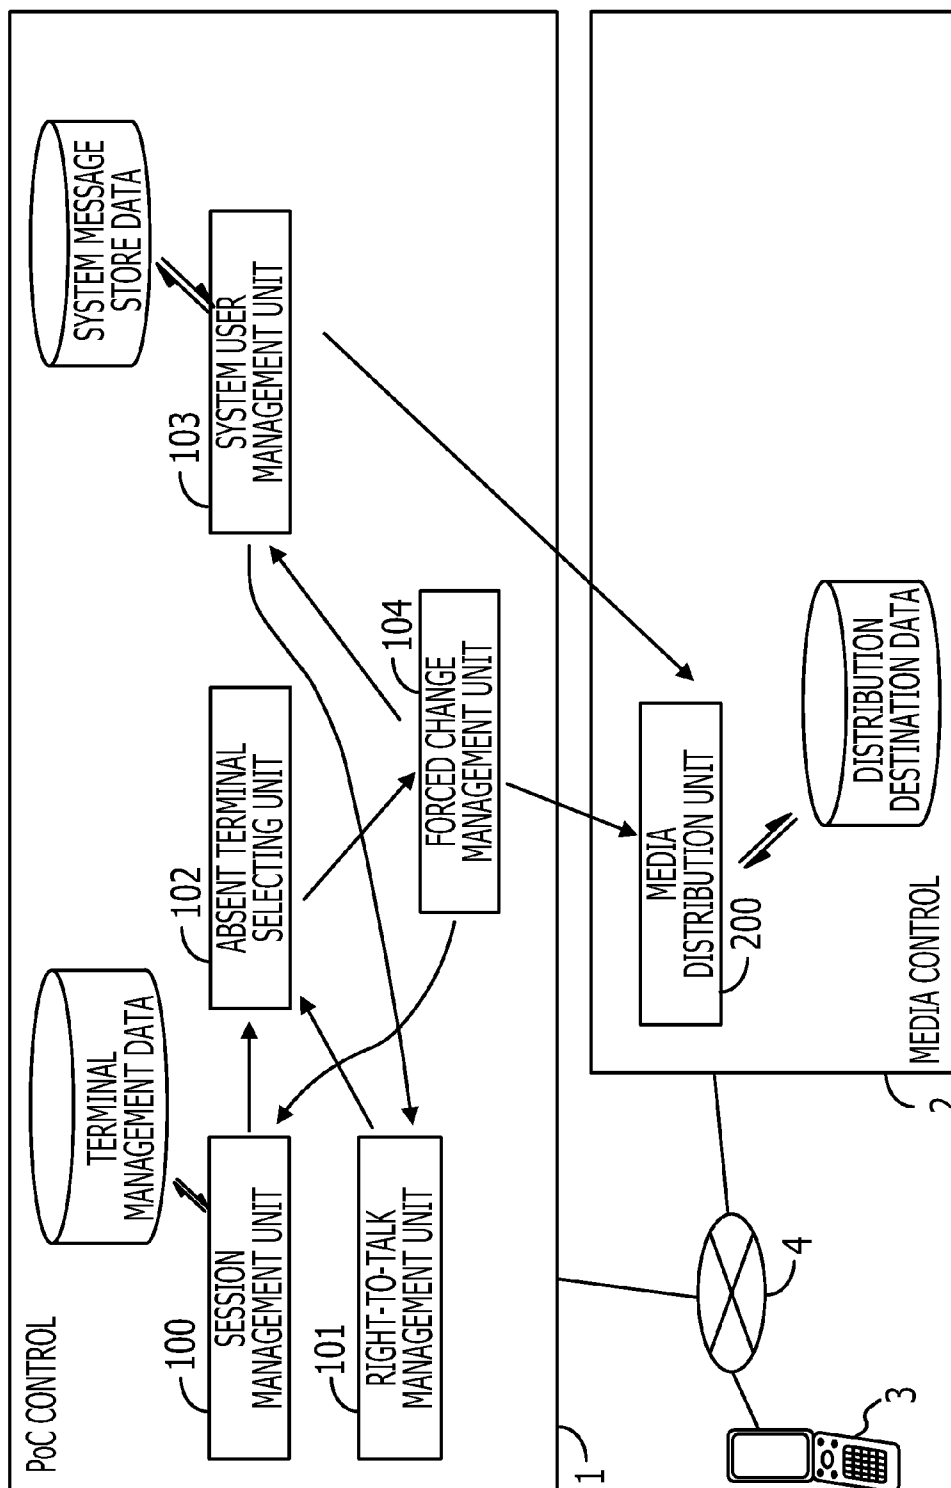 PoC CONTROL
TERMINAL
MANAGEMENT DATA
SYSTEM MESSAGE
STORE DATA
100
SESSION
MANAGEMENT UNIT
102
ABSENT TERMINAL
SELECTING UNIT
103
SYSTEM USER
MANAGEMENT UNIT
101
RIGHT-TO-TALK
MANAGEMENT UNIT
104
FORCED CHANGE
MANAGEMENT UNIT
1
MEDIA
DISTRIBUTION UNIT
200
DISTRIBUTION
DESTINATION DATA
MEDIA CONTROL
2
4
3